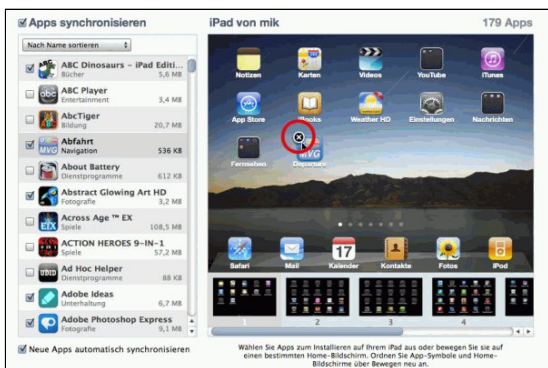 Apps synchronisieren
iPad von mik
179 Apps
Nach Name sortieren
ABC Dinosaurs - iPad Editi...
Bücher 5,6 MB
ABC Player
Entertainment 3,4 MB
AbcTiger
Bildung 20,7 MB
Abfahrt
Navigation 536 KB
About Battery
Dienstprogramme 612 KB
Abstract Glowing Art HD
Fotografie 3,2 MB
Across Age ™ EX
Spiele 108,5 MB
ACTION HEROES 9-IN-1
Spiele 57,2 MB
Ad Hoc Helper
Dienstprogramme 88 KB
Adobe Ideas
Unterhaltung 6,7 MB
Adobe Photoshop Express
Fotografie 9,1 MB
Neue Apps automatisch synchronisieren
abc
MVG
EIX
UBID
Notizen Karten Videos YouTube iTunes
App Store iBooks Weather HD Einstellungen Nachrichten
MVG
Fernsehen Departure
17
Safari Mail Kalender Kontakte Fotos iPod
1 2 3 4
Wählen Sie Apps zum Installieren auf Ihrem iPad aus oder bewegen Sie sie auf
einen bestimmten Home-Bildschirm. Ordnen Sie App-Symbole und Home-
Bildschirme über Bewegen neu an.